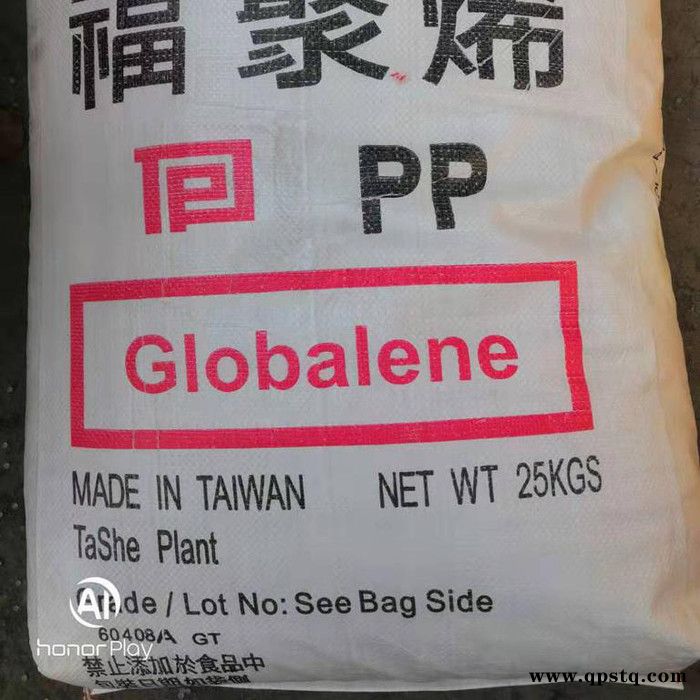 福聚烯
PP
Globalene
MADE IN TAIWAN NET WT 25KGS
TaShe Plant
Grade / Lot No: See Bag Side
60408/A GT
禁止添加於食品中
AI
honor Play
www.qpstq.com